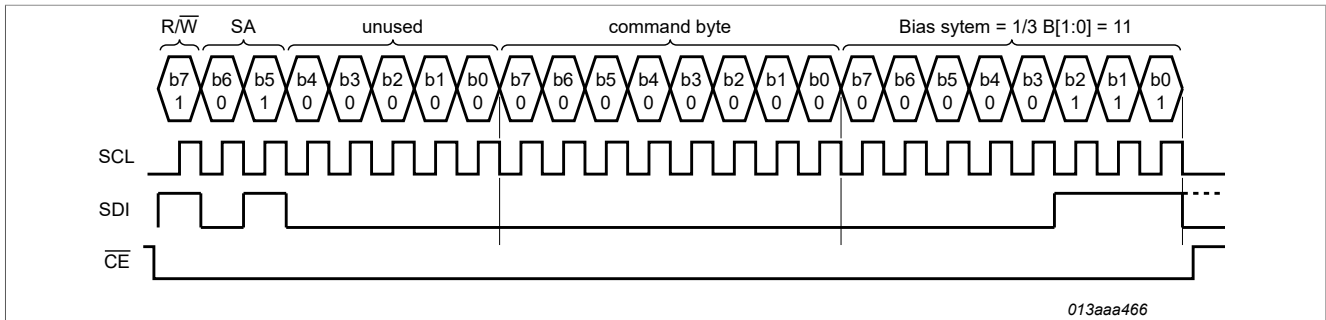 R/W SA unused command byte Bias sytem = 1/3 B[1:0] = 11
b7 b6 b5 b4 b3 b2 b1 b0 b7 b6 b5 b4 b3 b2 b1 b0 b7 b6 b5 b4 b3 b2 b1 b0
1 0 1 0 0 0 0 0 0 0 0 0 0 0 0 0 0 0 0 0 0 1 1 1
SCL
SDI
CE
013aaa466